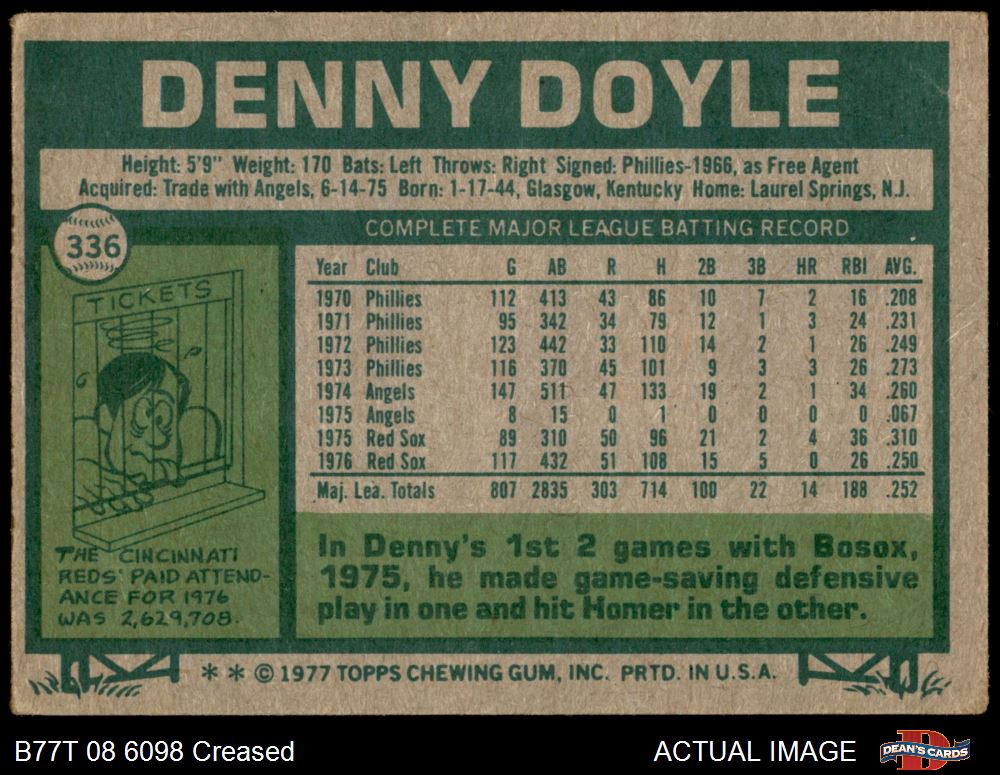 DENNY DOYLE
Height: 5'9" Weight: 170 Bats: Left Throws: Right Signed: Phillies-1966, as Free Agent
Acquired: Trade with Angels, 6-14-75 Born: 1-17-44, Glasgow, Kentucky Home: Laurel Springs, N.J.
336
TICKETS
THE CINCINNATI
REDS' PAID ATTEND-
ANCE FOR 1976
WAS 2,629,708.
COMPLETE MAJOR LEAGUE BATTING RECORD
Year Club G AB R H 2B 3B HR RBI AVG.
1970 Phillies 112 413 43 86 10 7 2 16 .208
1971 Phillies 95 342 34 79 12 1 3 24 .231
1972 Phillies 123 442 33 110 14 2 1 26 .249
1973 Phillies 116 370 45 101 9 3 3 26 .273
1974 Angels 147 511 47 133 19 2 1 34 .260
1975 Angels 8 15 0 1 0 0 0 0 .067
1975 Red Sox 89 310 50 96 21 2 4 36 .310
1976 Red Sox 117 432 51 108 15 5 0 26 .250
Maj. Lea. Totals 807 2835 303 714 100 22 14 188 .252
In Denny's 1st 2 games with Bosox,
1975, he made game-saving defensive
play in one and hit Homer in the other.
** © 1977 TOPPS CHEWING GUM, INC. PRTD. IN U.S.A.
B77T 08 6098 Creased
ACTUAL IMAGE
DEAN'S CARDS